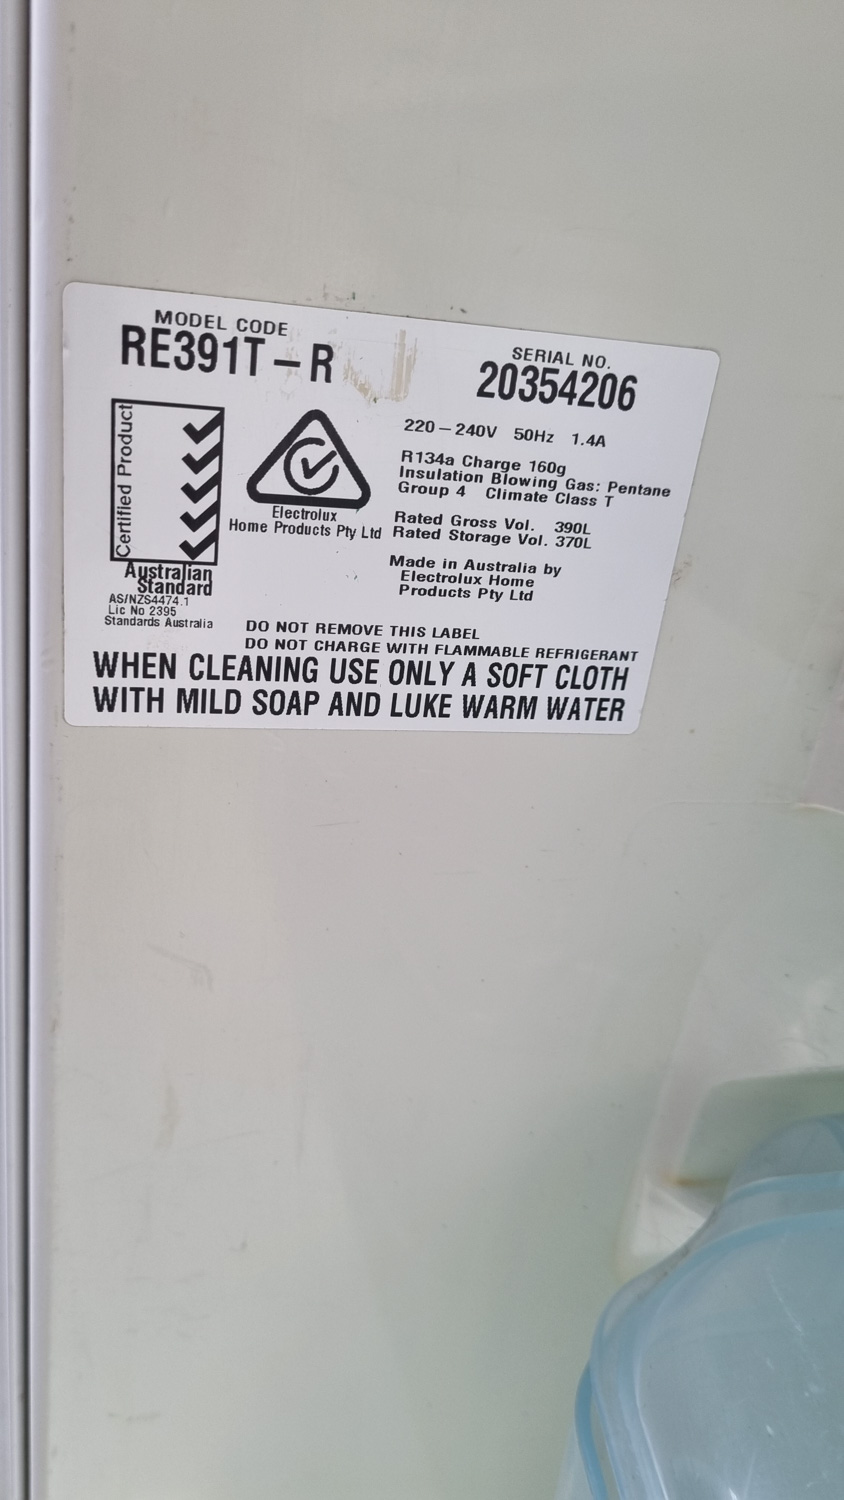 MODEL CODE
RE391T-R
SERIAL NO.
20354206
Certified Product
Australian
Standard
AS/NZS4474.1
Lic No 2395
Standards Australia
Electrolux
Home Products Pty Ltd
220-240V 50Hz 1.4A
R134a Charge 160g
Insulation Blowing Gas: Pentane
Group 4 Climate Class T
Rated Gross Vol. 390L
Rated Storage Vol. 370L
Made in Australia by
Electrolux Home
Products Pty Ltd
DO NOT REMOVE THIS LABEL
DO NOT CHARGE WITH FLAMMABLE REFRIGERANT
WHEN CLEANING USE ONLY A SOFT CLOTH
WITH MILD SOAP AND LUKE WARM WATER